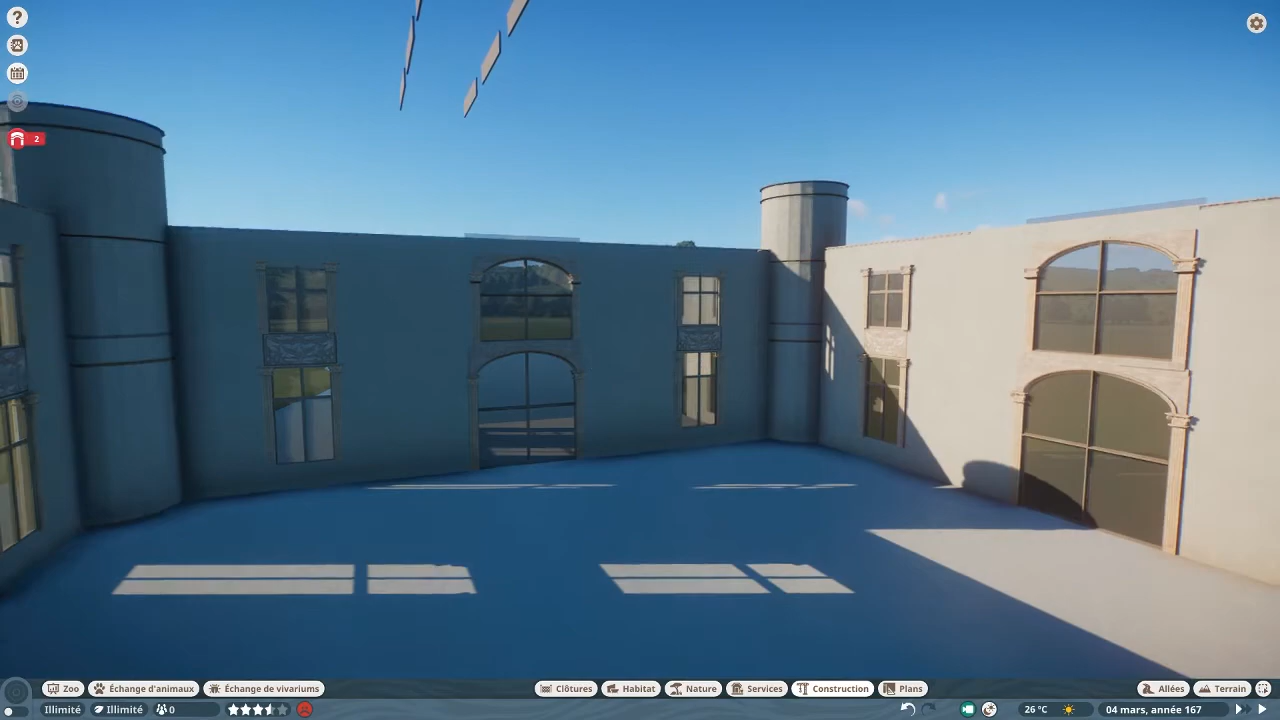 ?
2
Zoo
Échange d'animaux
Échange de vivariums
Clôtures
Habitat
Nature
Services
Construction
Plans
Allées
Terrain
Illimité
Illimité
0
26 °C
04 mars, année 167